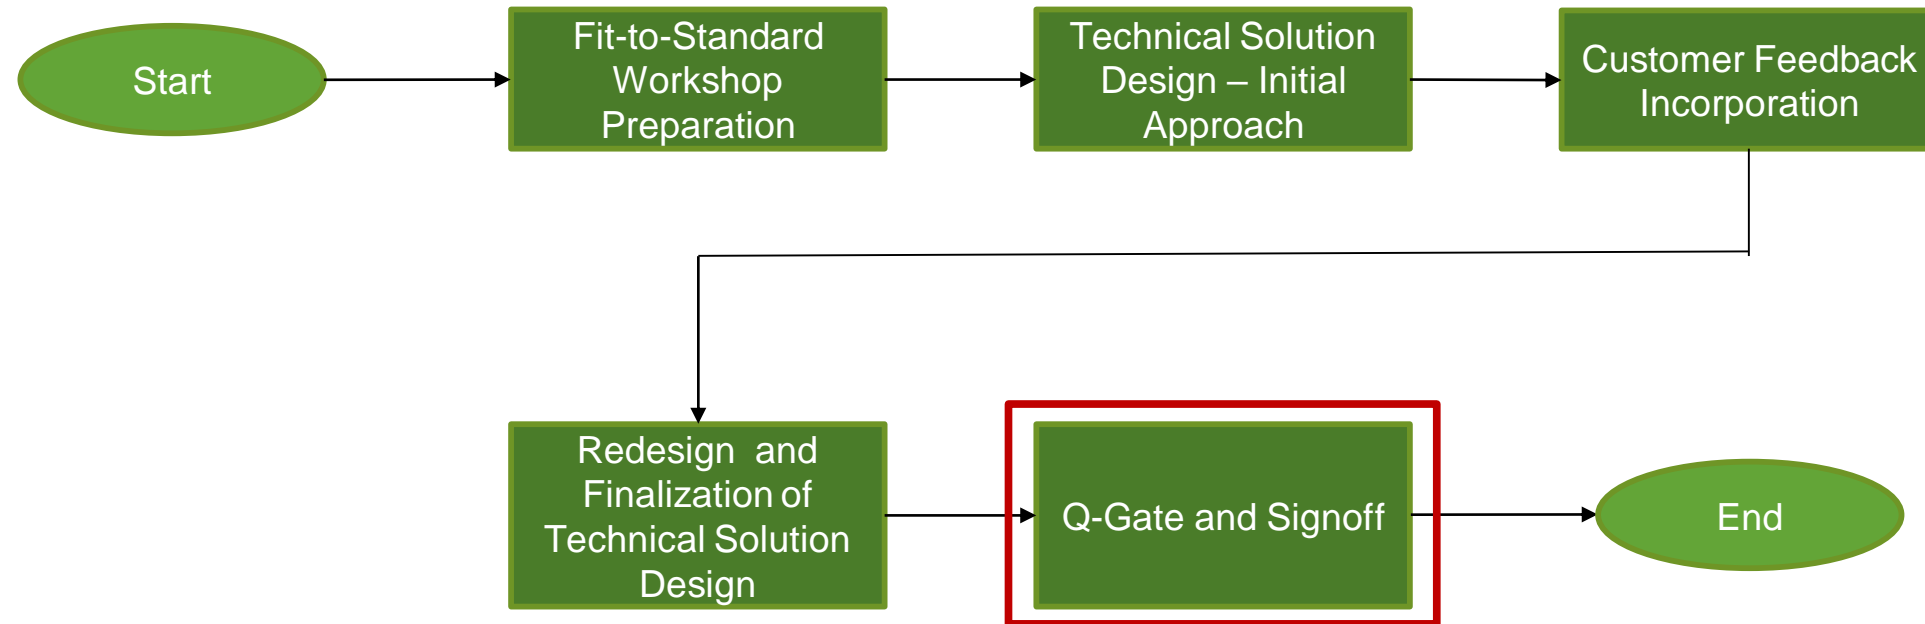 Start
Fit-to-Standard
Workshop
Preparation
Technical Solution
Design – Initial
Approach
Customer Feedback
Incorporation
Redesign  and
Finalization of
Technical Solution
Design
Q-Gate and Signoff
End